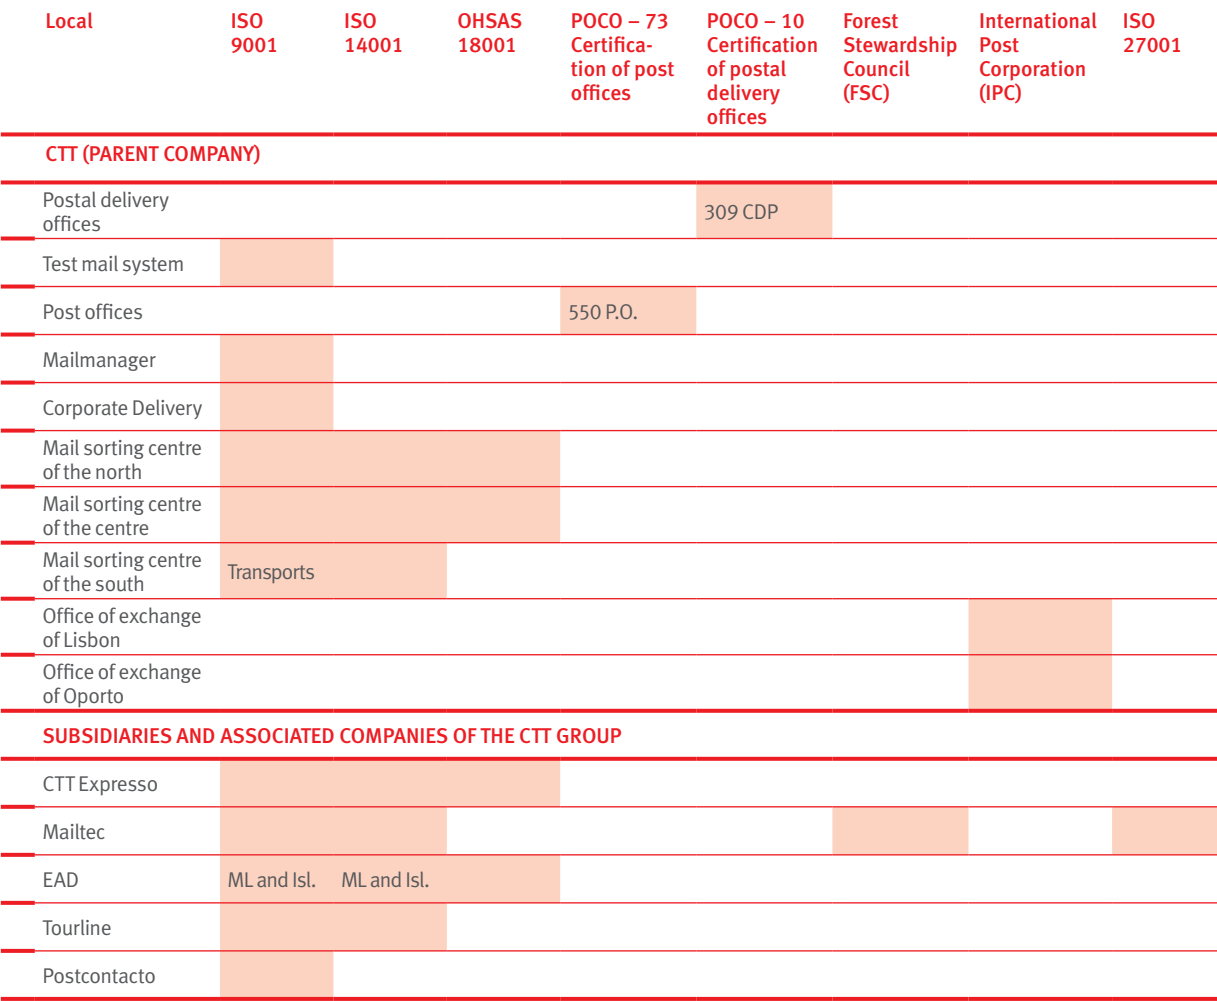 Local
ISO
9001
ISO
14001
OHSAS
18001
POCO – 73
Certifica-
tion of post
offices
POCO – 10
Certification
of postal
delivery
offices
Forest
Stewardship
Council
(FSC)
International
Post
Corporation
(IPC)
ISO
27001
CTT (PARENT COMPANY)
Postal delivery
offices
309 CDP
Test mail system
Post offices
550 P.O.
Mailmanager
Corporate Delivery
Mail sorting centre
of the north
Mail sorting centre
of the centre
Mail sorting centre
of the south
Transports
Office of exchange
of Lisbon
Office of exchange
of Oporto
SUBSIDIARIES AND ASSOCIATED COMPANIES OF THE CTT GROUP
CTT Expresso
Mailtec
EAD
ML and Isl.
ML and Isl.
Tourline
Postcontacto